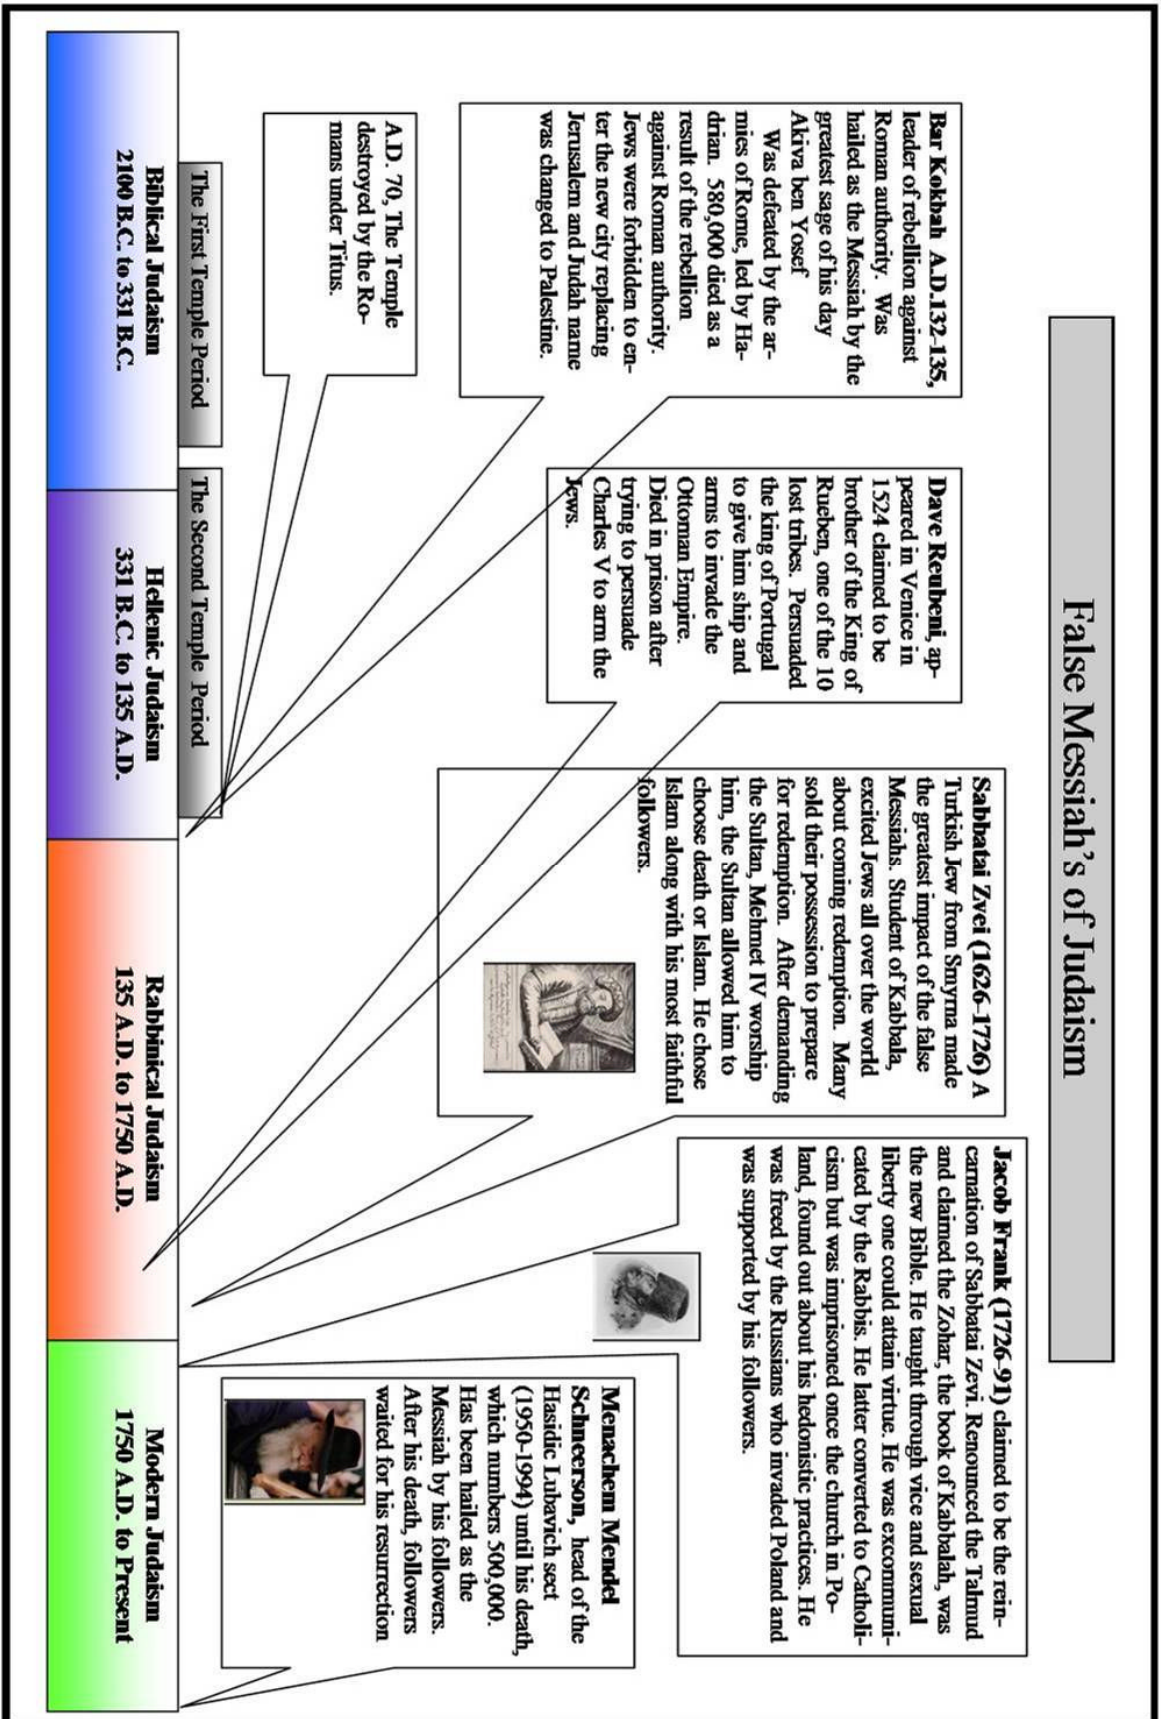 False Messiah's of Judaism
Bar Kokbah A.D.132-135,
leader of rebellion against
Roman authority. Was
hailed as the Messiah by the
greatest sage of his day
Akiva ben Yosef
Was defeated by the ar-
mies of Rome, led by Ha-
drian. 580,000 died as a
result of the rebellion
against Roman authority.
Jews were forbidden to en-
ter the new city replacing
Jerusalem and Judah name
was changed to Palestine.
A.D. 70, The Temple
destroyed by the Ro-
mans under Titus.
Dave Reubeni, ap-
peared in Venice in
1524 claimed to be
brother of the King of
Rueben, one of the 10
lost tribes. Persuaded
the king of Portugal
to give him ship and
arms to invade the
Ottoman Empire.
Died in prison after
trying to persuade
Charles V to arm the
Jews.
Sabbatai Zvei (1626-1726) A
Turkish Jew from Smyrna made
the greatest impact of the false
Messiahs. Student of Kabbala,
excited Jews all over the world
about coming redemption. Many
sold their possession to prepare
for redemption. After demanding
the Sultan, Mehmet IV worship
him, the Sultan allowed him to
choose death or Islam. He chose
Islam along with his most faithful
followers.
Jacob Frank (1726-91) claimed to be the rein-
carnation of Sabbatai Zevi. Renounced the Talmud
and claimed the Zohar, the book of Kabbalah, was
the new Bible. He taught through vice and sexual
liberty one could attain virtue. He was excommuni-
cated by the Rabbis. He latter converted to Catholi-
cism but was imprisoned once the church in Po-
land, found out about his hedonistic practices. He
was freed by the Russians who invaded Poland and
was supported by his followers.
Menachem Mendel
Schneerson, head of the
Hasidic Lubavich sect
(1950-1994) until his death,
which numbers 500,000.
Has been hailed as the
Messiah by his followers.
After his death, followers
waited for his resurrection
The First Temple Period
The Second Temple Period
Biblical Judaism
2100 B.C. to 331 B.C.
Hellenic Judaism
331 B.C. to 135 A.D.
Rabbinical Judaism
135 A.D. to 1750 A.D.
Modern Judaism
1750 A.D. to Present